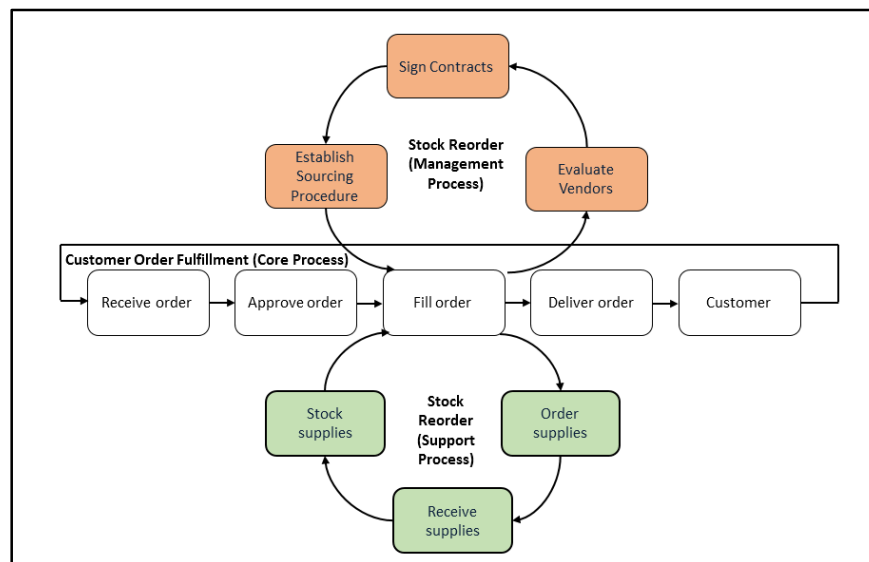 Sign Contracts
Stock Reorder
(Management
Process)
Establish
Sourcing
Procedure
Evaluate
Vendors
Customer Order Fulfillment (Core Process)
Receive order
Approve order
Fill order
Deliver order
Customer
Stock
supplies
Stock
Reorder
(Support
Process)
Order
supplies
Receive
supplies